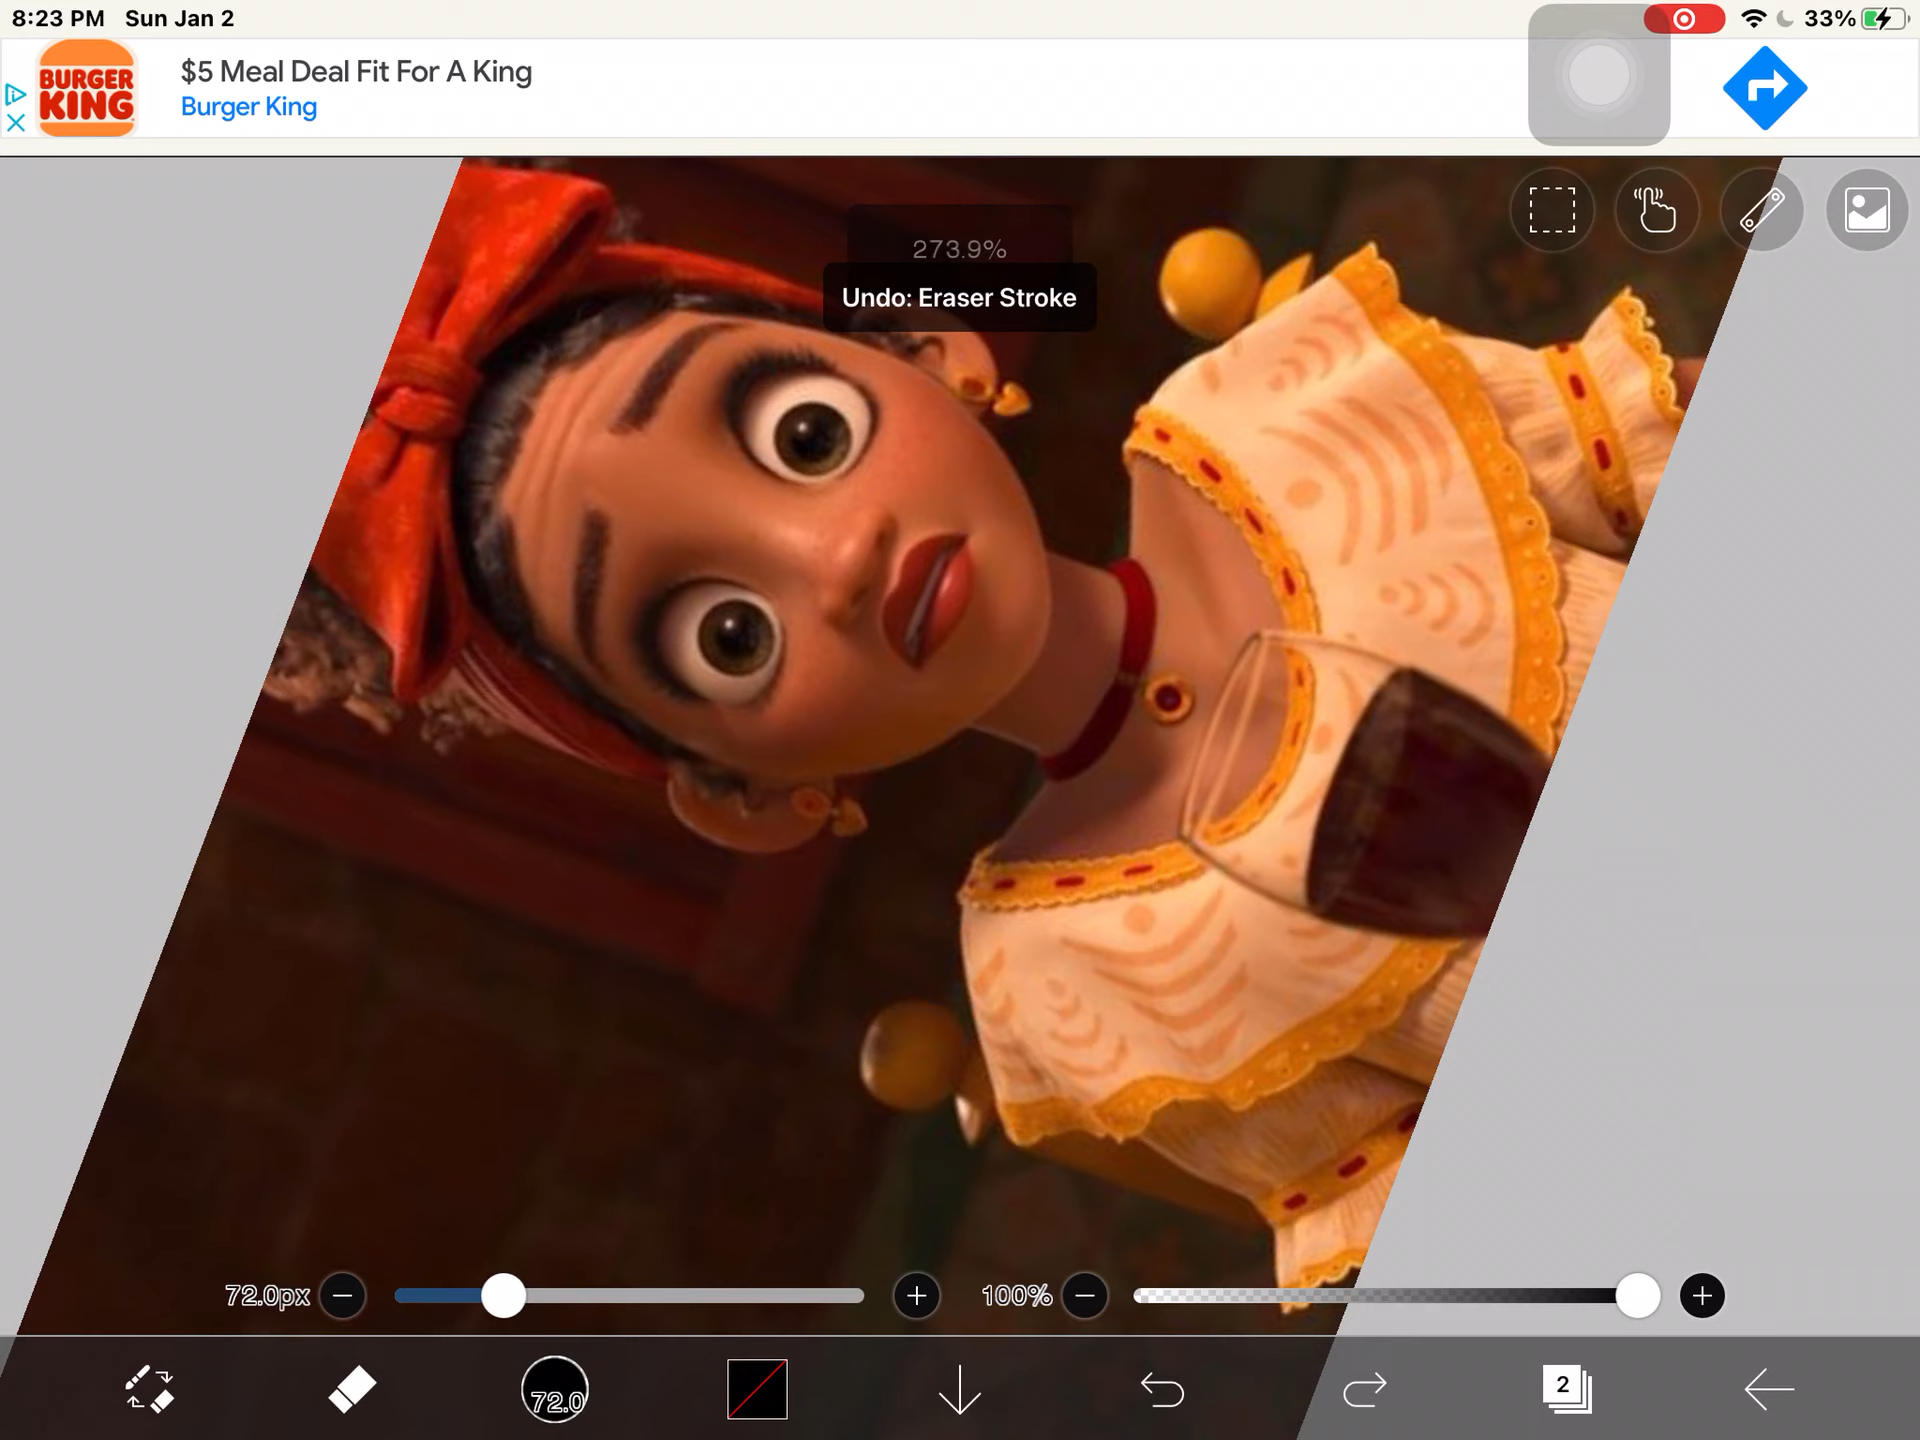 8:23 PM Sun Jan 2
33%
BURGER
KING
$5 Meal Deal Fit For A King
Burger King
273.9%
Undo: Eraser Stroke
72.0px
100%
72.0
2